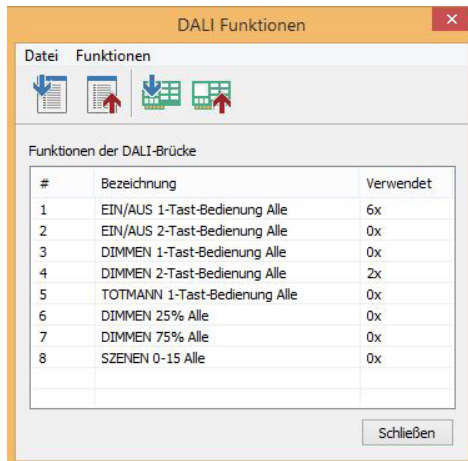 DALI Funktionen
Datei Funktionen
Funktionen der DALI-Brücke
# Bezeichnung Verwendet
1 EIN/AUS 1-Tast-Bedienung Alle 6x
2 EIN/AUS 2-Tast-Bedienung Alle 0x
3 DIMMEN 1-Tast-Bedienung Alle 0x
4 DIMMEN 2-Tast-Bedienung Alle 2x
5 TOTMANN 1-Tast-Bedienung Alle 0x
6 DIMMEN 25% Alle 0x
7 DIMMEN 75% Alle 0x
8 SZENEN 0-15 Alle 0x
Schließen